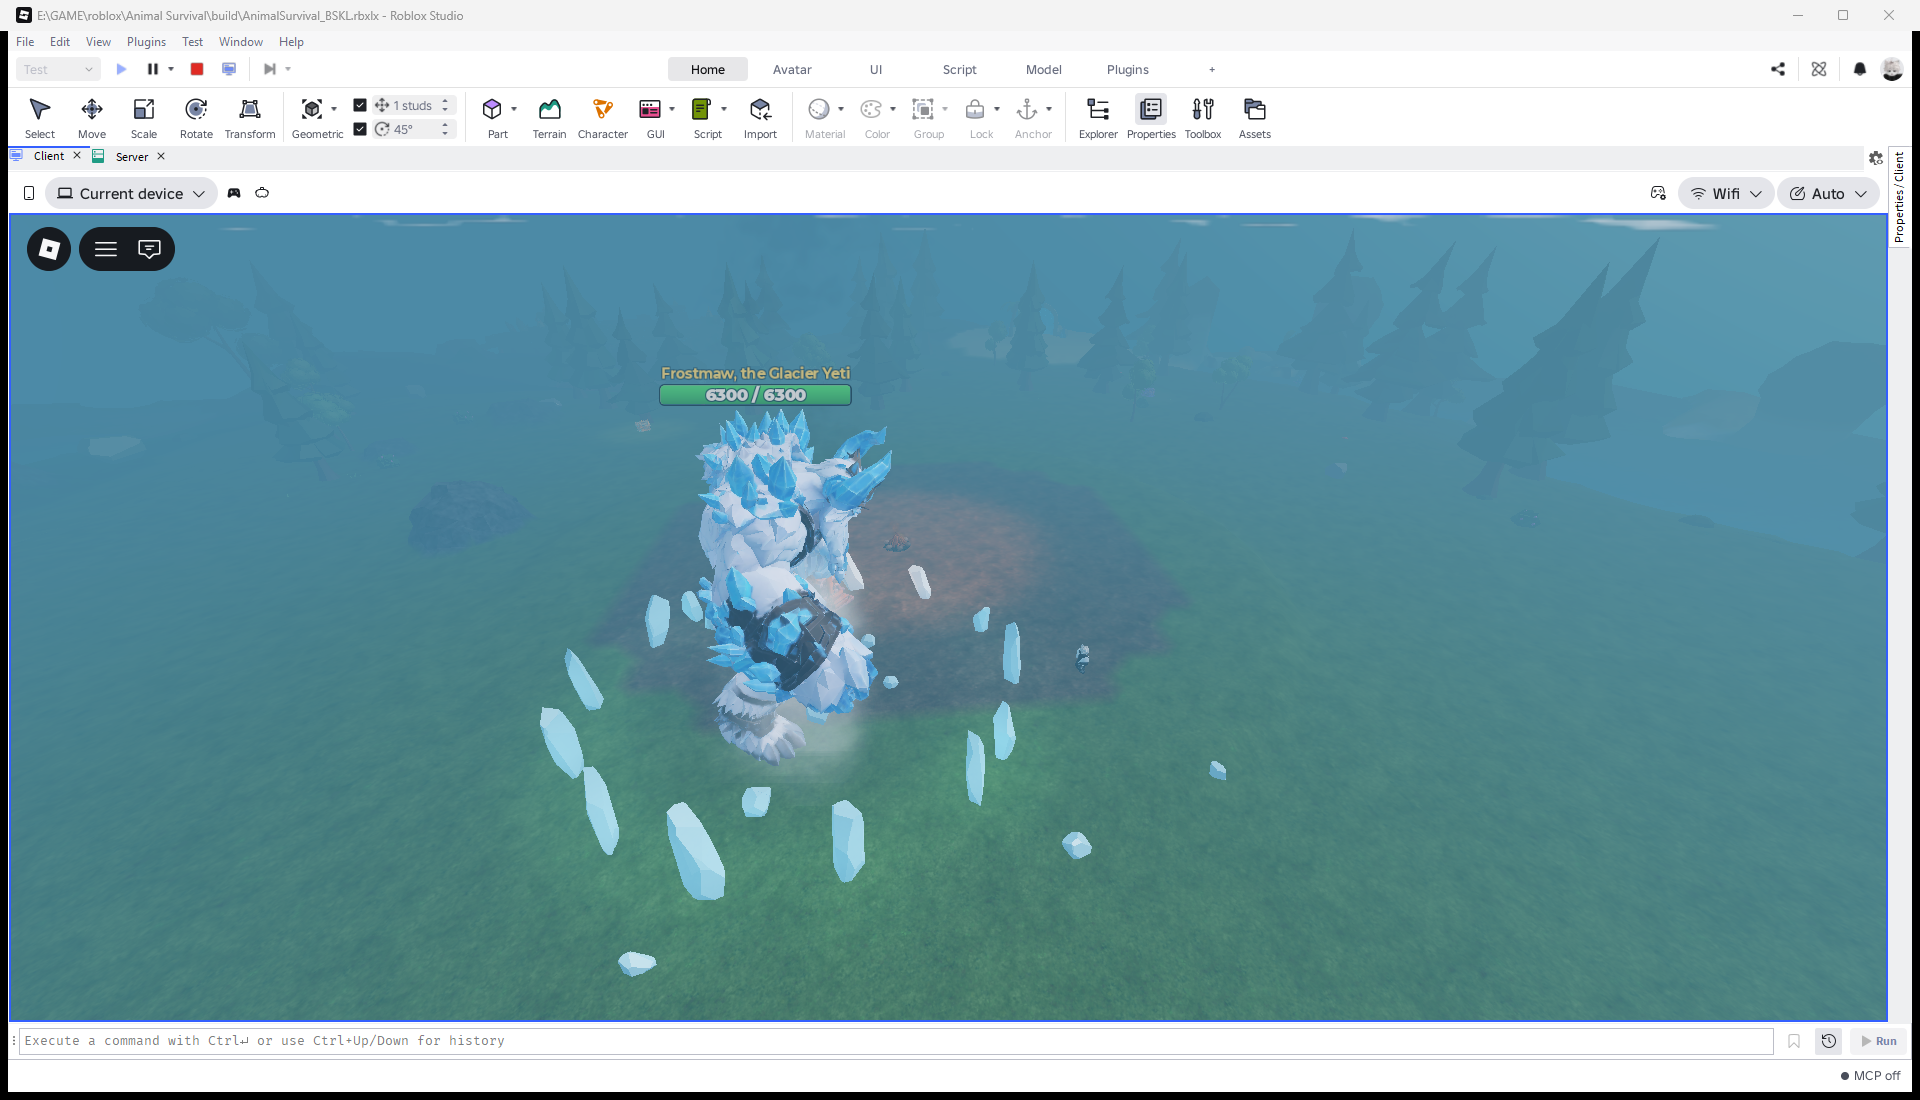 E:\GAME\roblox\Animal Survival\build\AnimalSurvival_BSKL.rbxlx - Roblox Studio
File Edit View Plugins Test Window Help
Test
Home Avatar UI Script Model Plugins +
1 studs
45°
Select Move Scale Rotate Transform Geometric Part Terrain Character GUI Script Import Material Color Group Lock Anchor Explorer Properties Toolbox Assets
Client Server
Properties / Client
Current device
Wifi
Auto
Frostmaw, the Glacier Yeti
6300 / 6300
Execute a command with Ctrl↵ or use Ctrl+Up/Down for history
Run
MCP off